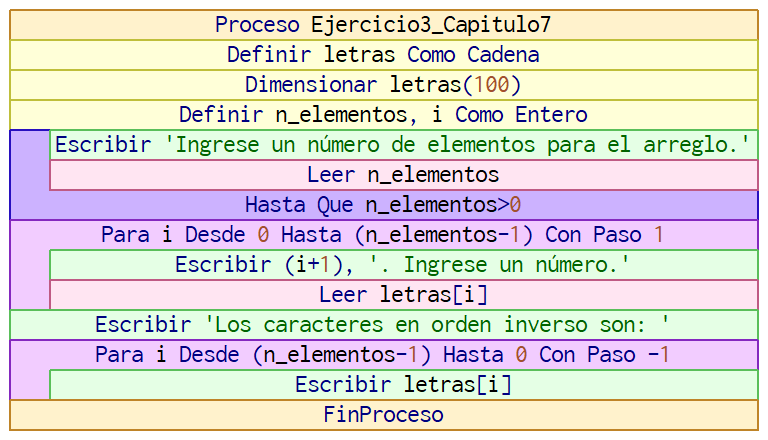 Proceso Ejercicio3_Capitulo7
Definir letras Como Cadena
Dimensionar letras(100)
Definir n_elementos, i Como Entero
Escribir 'Ingrese un número de elementos para el arreglo.'
Leer n_elementos
Hasta Que n_elementos>0
Para i Desde 0 Hasta (n_elementos-1) Con Paso 1
Escribir (i+1), '. Ingrese un número.'
Leer letras[i]
Escribir 'Los caracteres en orden inverso son: '
Para i Desde (n_elementos-1) Hasta 0 Con Paso -1
Escribir letras[i]
FinProceso